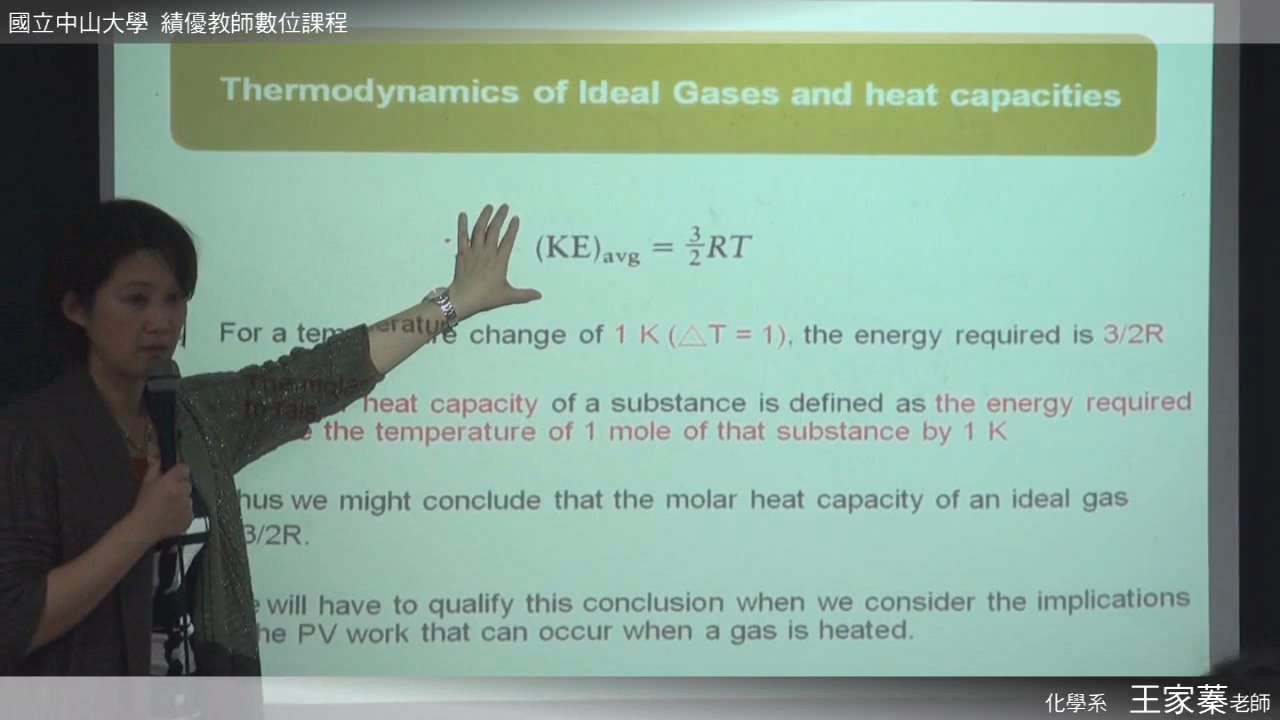 國立中山大學 績優教師數位課程
Thermodynamics of Ideal Gases and heat capacities
(KE)avg = 3/2 RT
For a temperature change of 1 K (△T = 1), the energy required is 3/2R
The molar heat capacity of a substance is defined as the energy required
the temperature of 1 mole of that substance by 1 K
hus we might conclude that the molar heat capacity of an ideal gas
3/2R.
will have to qualify this conclusion when we consider the implications
he PV work that can occur when a gas is heated.
化學系 王家蓁老師